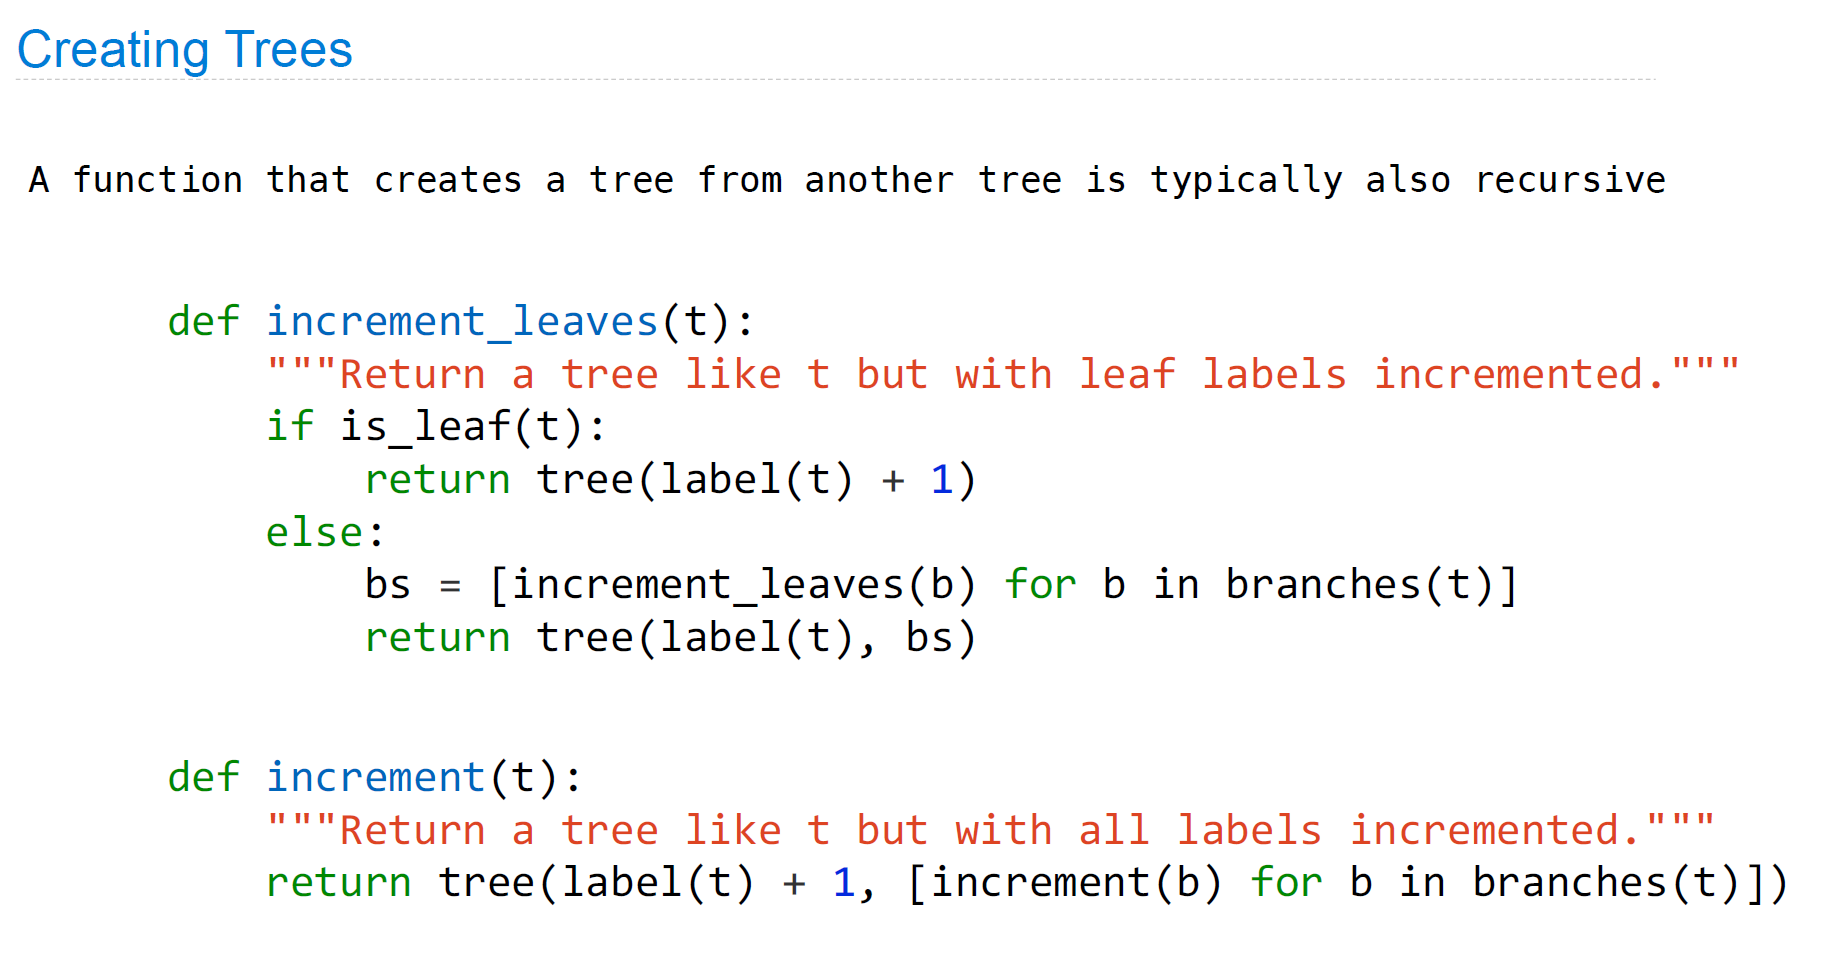 Creating Trees
A function that creates a tree from another tree is typically also recursive
def increment_leaves(t):
    """Return a tree like t but with leaf labels incremented."""
    if is_leaf(t):
        return tree(label(t) + 1)
    else:
        bs = [increment_leaves(b) for b in branches(t)]
        return tree(label(t), bs)
def increment(t):
    """Return a tree like t but with all labels incremented."""
    return tree(label(t) + 1, [increment(b) for b in branches(t)])